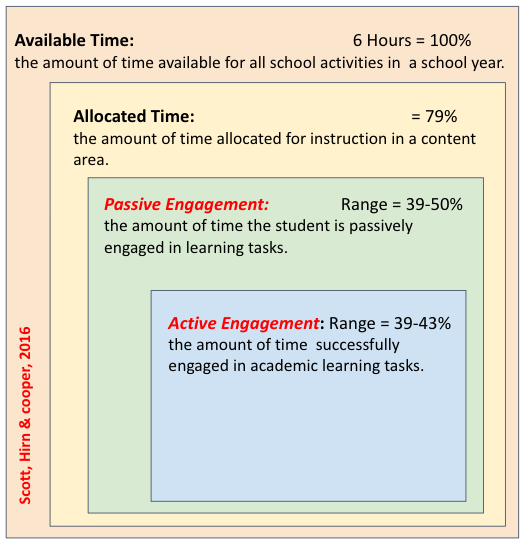 Available Time: 6 Hours = 100%
the amount of time available for all school activities in a school year.
Allocated Time: = 79%
the amount of time allocated for instruction in a content
area.
Passive Engagement: Range = 39-50%
the amount of time the student is passively
engaged in learning tasks.
Active Engagement: Range = 39-43%
the amount of time successfully
engaged in academic learning tasks.
Scott, Hirn & cooper, 2016